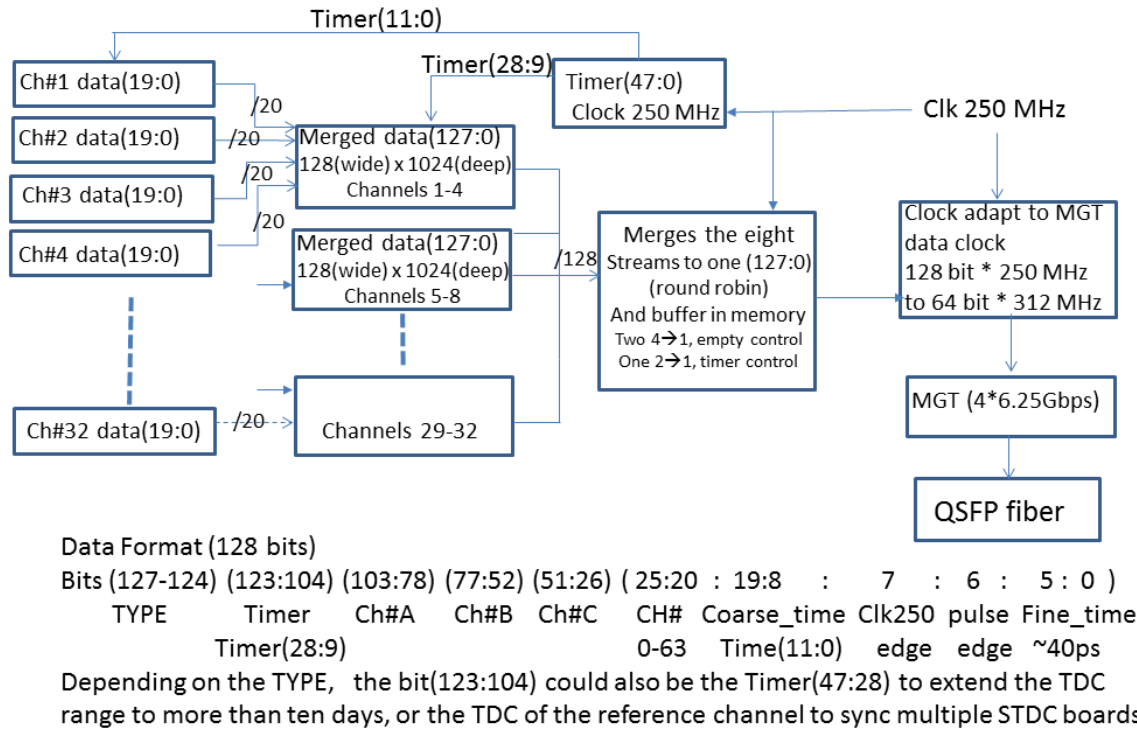 Timer(11:0)
Timer(28:9)
Ch#1 data(19:0)
Ch#2 data(19:0)
Ch#3 data(19:0)
Ch#4 data(19:0)
Ch#32 data(19:0)
/20
/20
/20
/20
/20
Merged data(127:0)
128(wide) x 1024(deep)
Channels 1-4
Merged data(127:0)
128(wide) x 1024(deep)
Channels 5-8
Channels 29-32
/128
Timer(47:0)
Clock 250 MHz
Clk 250 MHz
Merges the eight
Streams to one (127:0)
(round robin)
And buffer in memory
Two 4→1, empty control
One 2→1, timer control
Clock adapt to MGT
data clock
128 bit * 250 MHz
to 64 bit * 312 MHz
MGT (4*6.25Gbps)
QSFP fiber
Data Format (128 bits)
Bits (127-124) (123:104) (103:78) (77:52) (51:26) ( 25:20 : 19:8 : 7 : 6 : 5 : 0 )
TYPE Timer Ch#A Ch#B Ch#C CH# Coarse_time Clk250 pulse Fine_time
Timer(28:9) 0-63 Time(11:0) edge edge ~40ps
Depending on the TYPE, the bit(123:104) could also be the Timer(47:28) to extend the TDC
range to more than ten days, or the TDC of the reference channel to sync multiple STDC boards